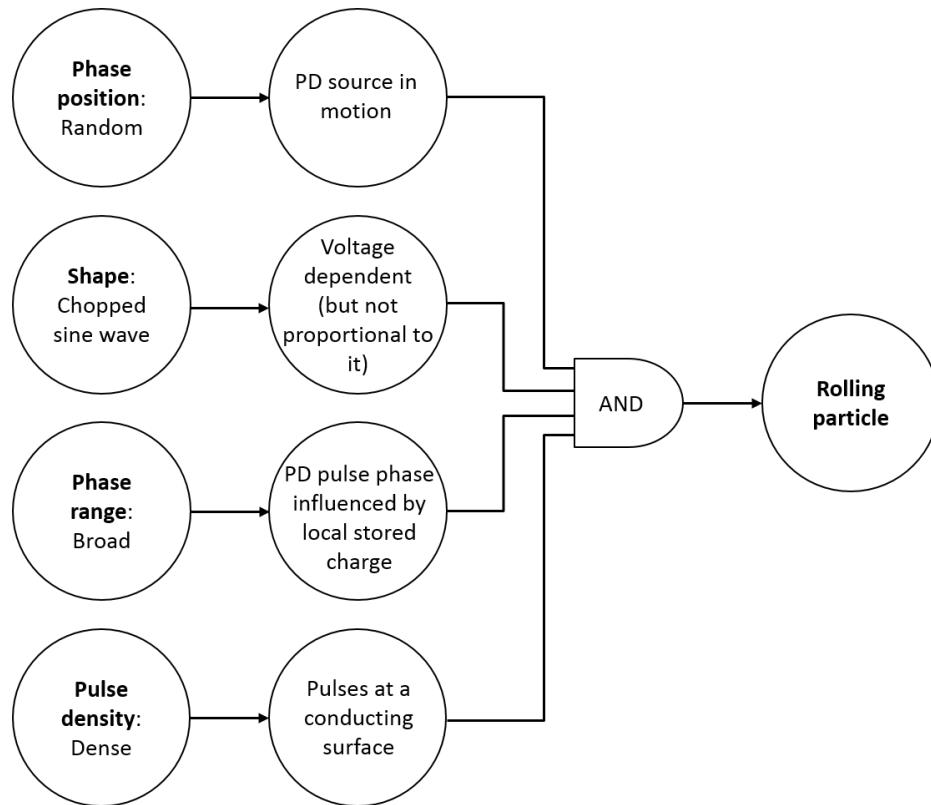 Phase
position:
Random
PD source in
motion
Shape:
Chopped
sine wave
Voltage
dependent
(but not
proportional to
it)
AND
Rolling
particle
Phase
range:
Broad
PD pulse phase
influenced by
local stored
charge
Pulse
density:
Dense
Pulses at a
conducting
surface